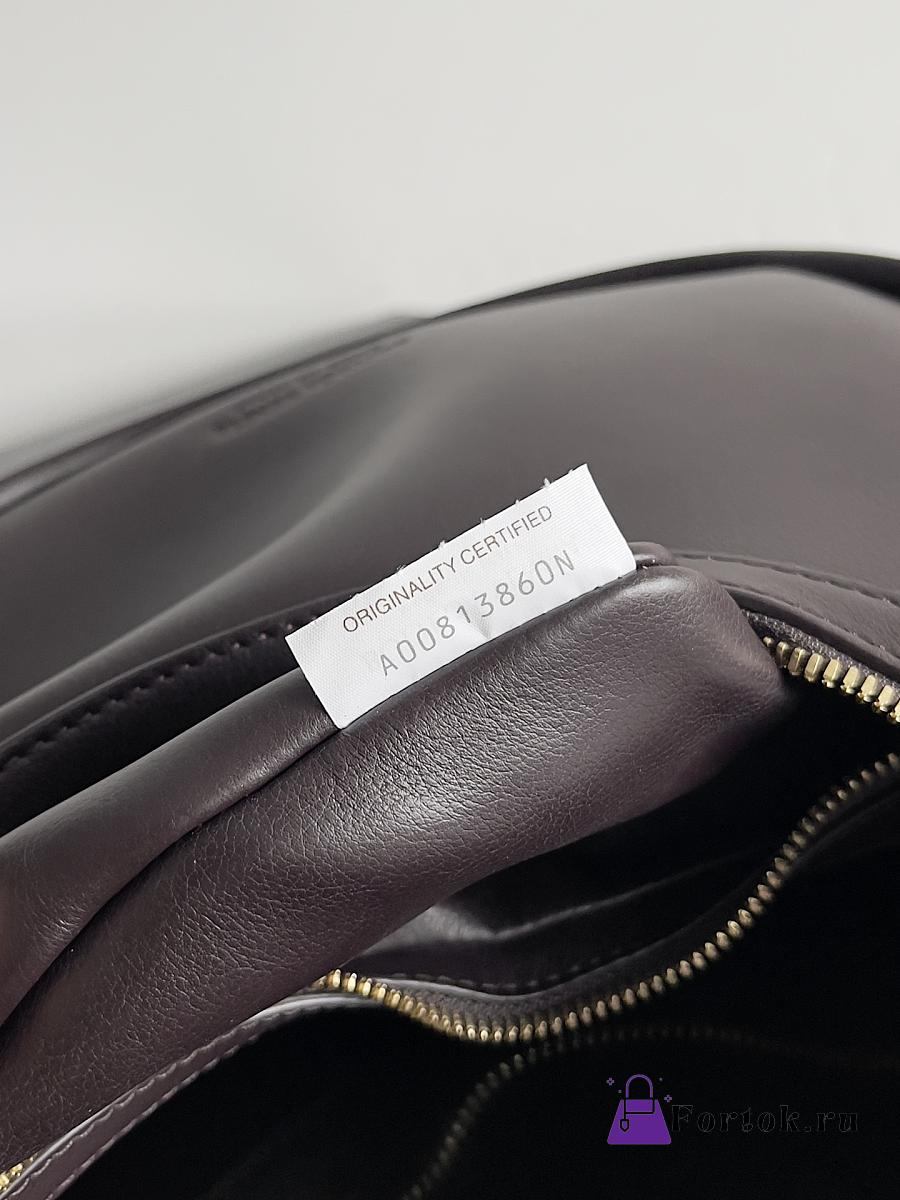 ORIGINALITY CERTIFIED
A00813860N
Fortok.ru